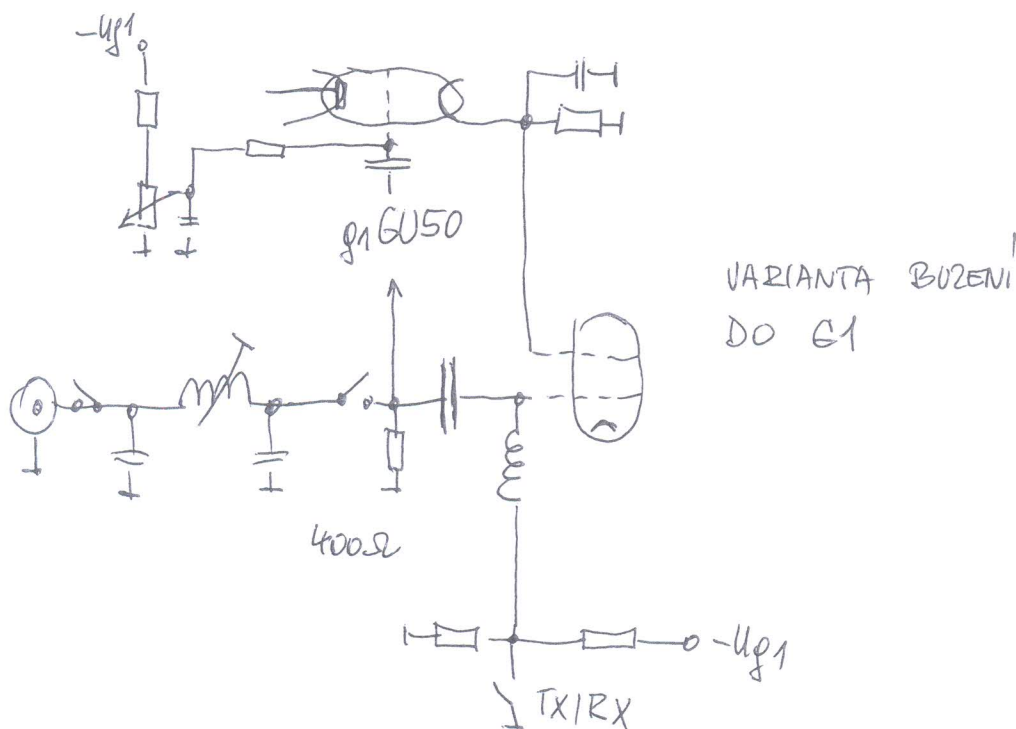 -Ug1
g1 GU50
VARIANTA BUZENÍ
DO G1
400Ω
-Ug1
TX/RX